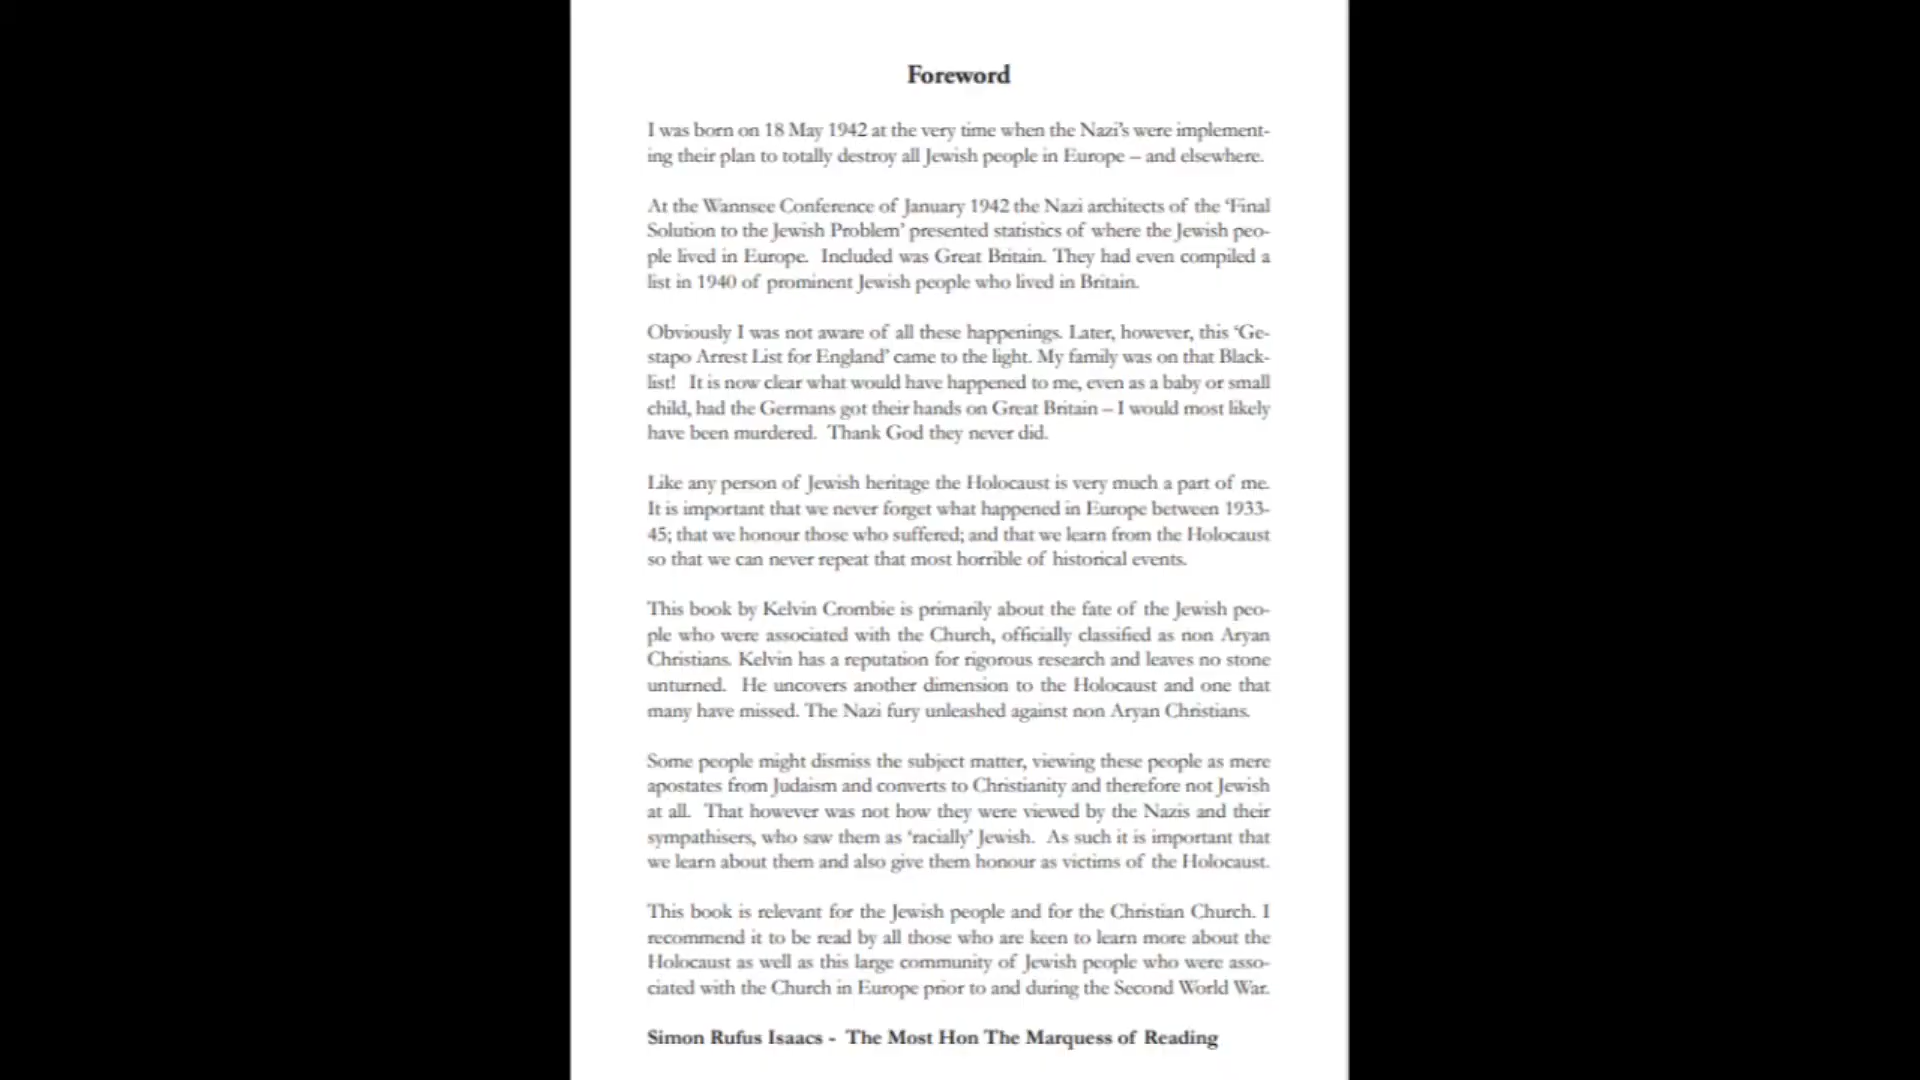 Foreword
I was born on 18 May 1942 at the very time when the Nazi's were implement-
ing their plan to totally destroy all Jewish people in Europe – and elsewhere.
At the Wannsee Conference of January 1942 the Nazi architects of the 'Final
Solution to the Jewish Problem' presented statistics of where the Jewish peo-
ple lived in Europe. Included was Great Britain. They had even compiled a
list in 1940 of prominent Jewish people who lived in Britain.
Obviously I was not aware of all these happenings. Later, however, this 'Ge-
stapo Arrest List for England' came to the light. My family was on that Black-
list! It is now clear what would have happened to me, even as a baby or small
child, had the Germans got their hands on Great Britain – I would most likely
have been murdered. Thank God they never did.
Like any person of Jewish heritage the Holocaust is very much a part of me.
It is important that we never forget what happened in Europe between 1933-
45; that we honour those who suffered; and that we learn from the Holocaust
so that we can never repeat that most horrible of historical events.
This book by Kelvin Crombie is primarily about the fate of the Jewish peo-
ple who were associated with the Church, officially classified as non Aryan
Christians. Kelvin has a reputation for rigorous research and leaves no stone
unturned. He uncovers another dimension to the Holocaust and one that
many have missed. The Nazi fury unleashed against non Aryan Christians.
Some people might dismiss the subject matter, viewing these people as mere
apostates from Judaism and converts to Christianity and therefore not Jewish
at all. That however was not how they were viewed by the Nazis and their
sympathisers, who saw them as 'racially' Jewish. As such it is important that
we learn about them and also give them honour as victims of the Holocaust.
This book is relevant for the Jewish people and for the Christian Church. I
recommend it to be read by all those who are keen to learn more about the
Holocaust as well as this large community of Jewish people who were asso-
ciated with the Church in Europe prior to and during the Second World War.
Simon Rufus Isaacs - The Most Hon The Marquess of Reading